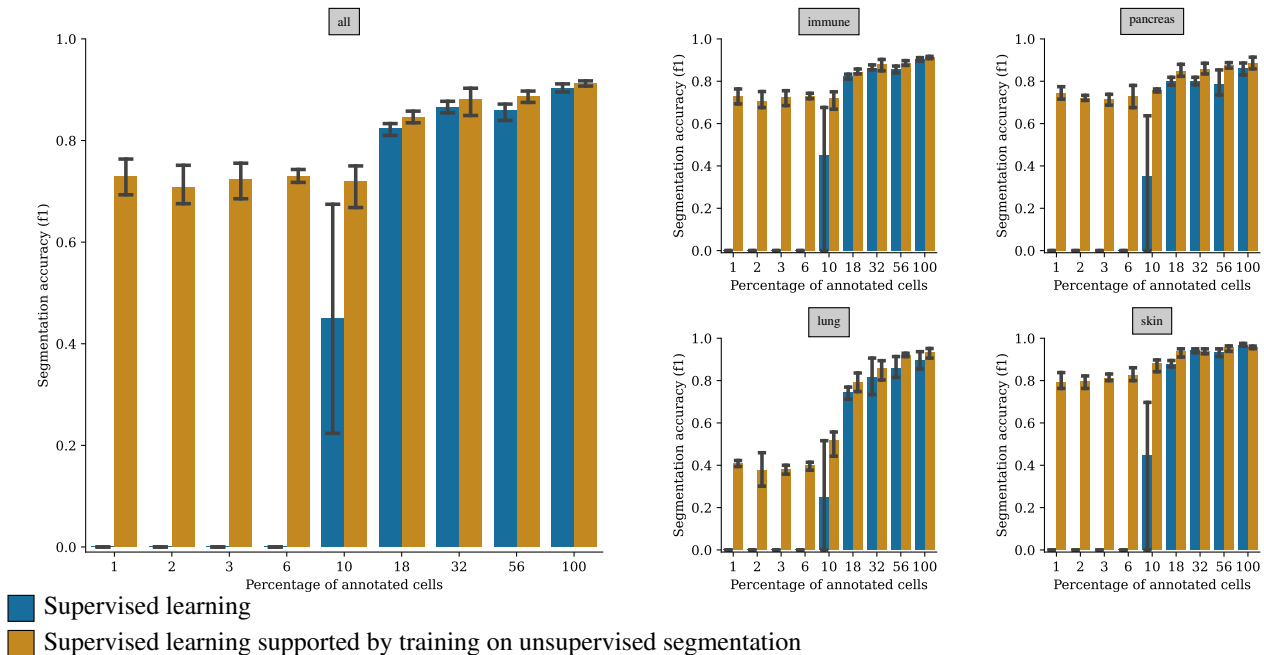 all
1.0
0.8
0.6
0.4
0.2
0.0
Segmentation accuracy (f1)
1 2 3 6 10 18 32 56 100
Percentage of annotated cells
immune
1.0
0.8
0.6
0.4
0.2
0.0
Segmentation accuracy (f1)
1 2 3 6 10 18 32 56 100
Percentage of annotated cells
pancreas
1.0
0.8
0.6
0.4
0.2
0.0
Segmentation accuracy (f1)
1 2 3 6 10 18 32 56 100
Percentage of annotated cells
lung
1.0
0.8
0.6
0.4
0.2
0.0
Segmentation accuracy (f1)
1 2 3 6 10 18 32 56 100
Percentage of annotated cells
skin
1.0
0.8
0.6
0.4
0.2
0.0
Segmentation accuracy (f1)
1 2 3 6 10 18 32 56 100
Percentage of annotated cells
Supervised learning
Supervised learning supported by training on unsupervised segmentation